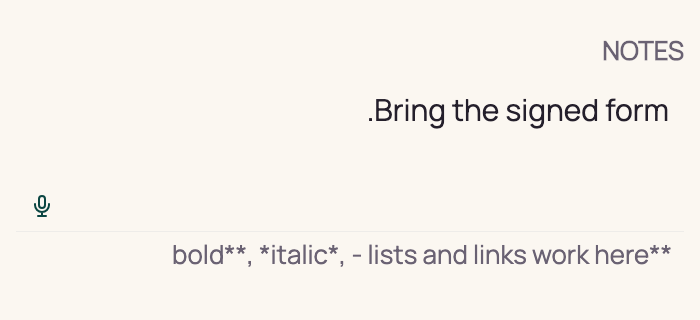 NOTES
.Bring the signed form
bold**, *italic*, - lists and links work here**